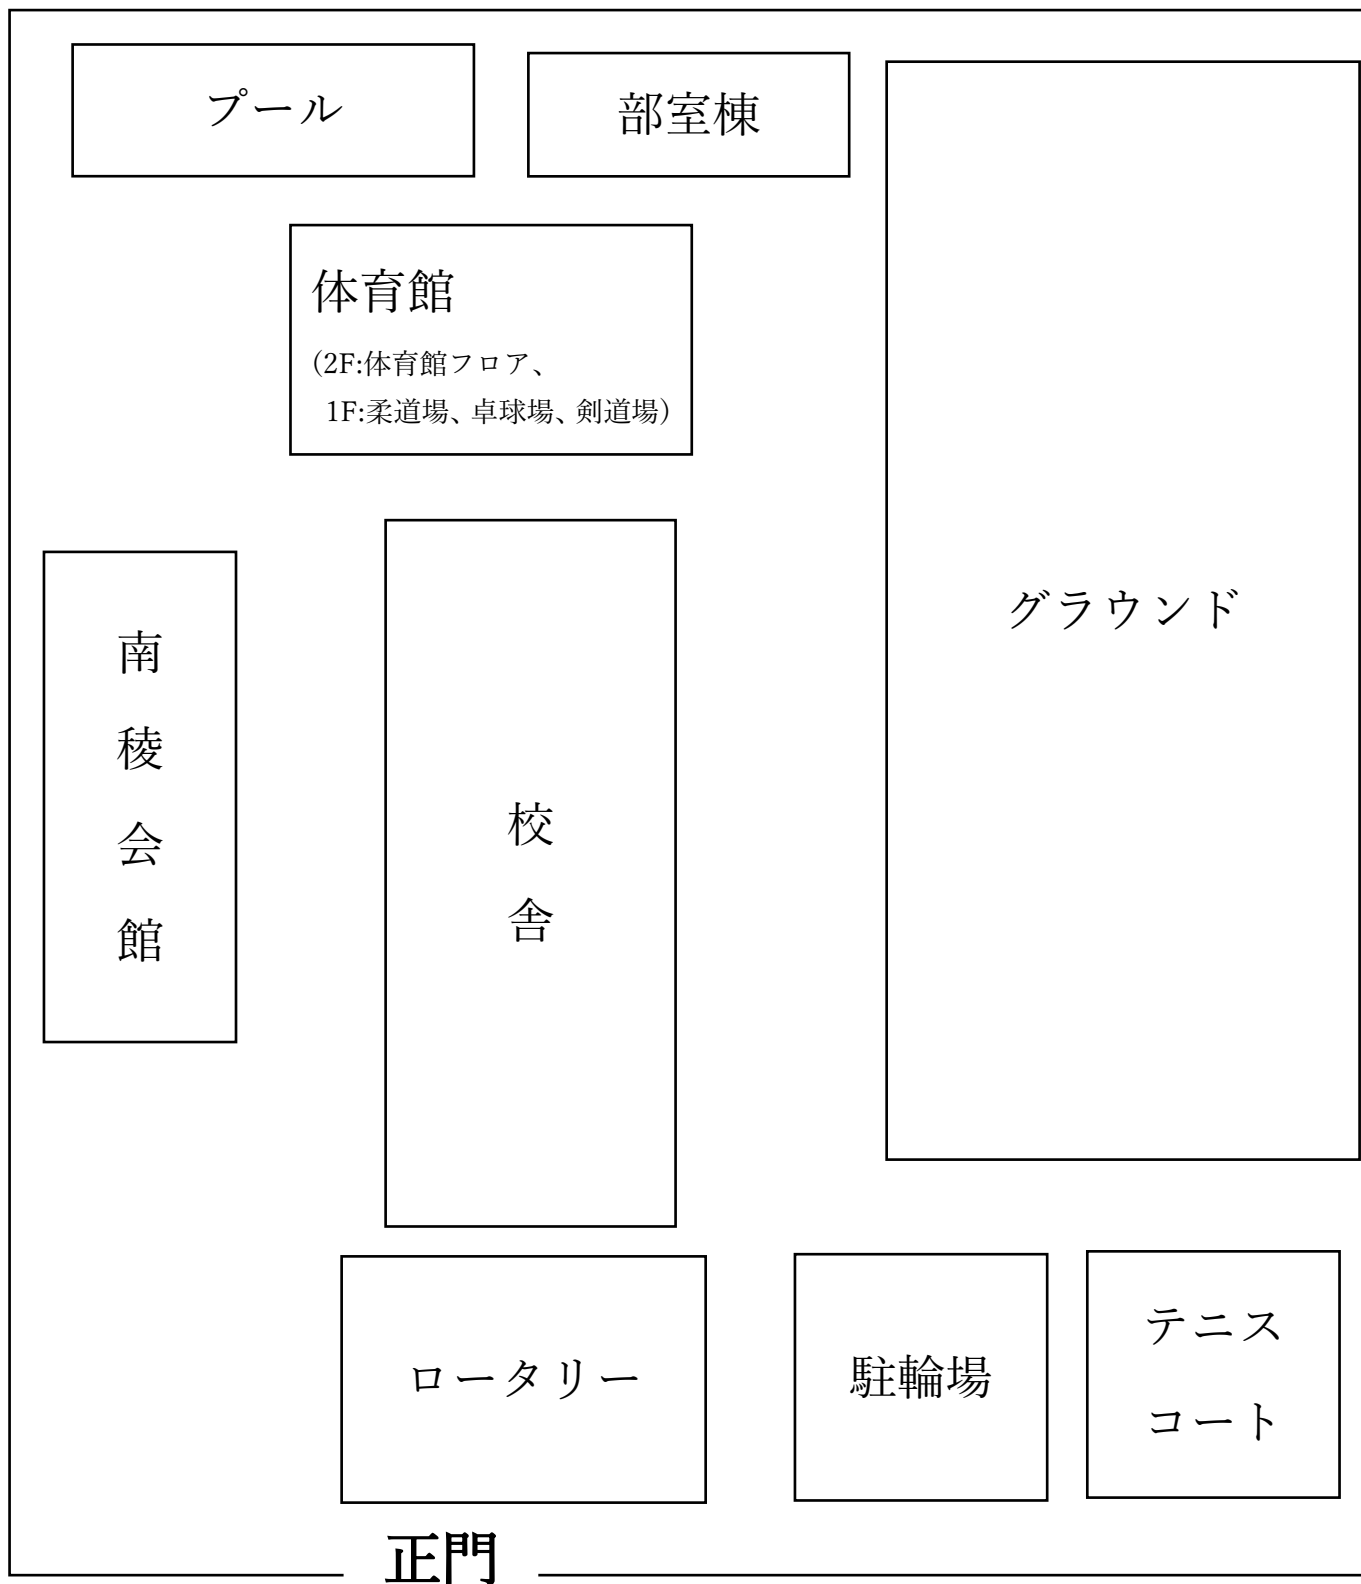 プール
部室棟
体育館
(2F:体育館フロア、
1F:柔道場、卓球場、剣道場)
グラウンド
南稜会館
校舎
ロータリー
駐輪場
テニス
コート
正門